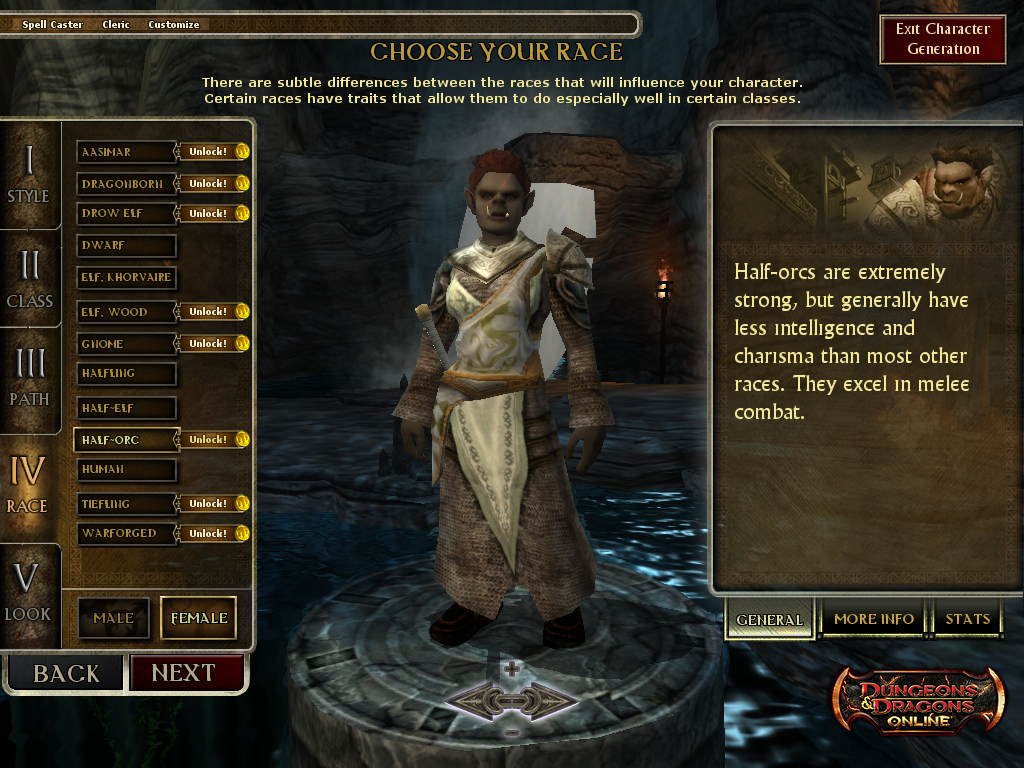 Spell Caster Cleric Customize
Exit Character
Generation
CHOOSE YOUR RACE
There are subtle differences between the races that will influence your character.
Certain races have traits that allow them to do especially well in certain classes.
I
STYLE
II
CLASS
III
PATH
IV
RACE
V
LOOK
AASIMAR Unlock!
DRAGONBORN Unlock!
DROW ELF Unlock!
DWARF
ELF, KHORVAIRE
ELF, WOOD Unlock!
GNOME Unlock!
HALFLING
HALF-ELF
HALF-ORC Unlock!
HUMAN
TIEFLING Unlock!
WARFORGED Unlock!
MALE FEMALE
BACK NEXT
Half-orcs are extremely
strong, but generally have
less intelligence and
charisma than most other
races. They excel in melee
combat.
GENERAL MORE INFO STATS
DUNGEONS
& DRAGONS
ONLINE